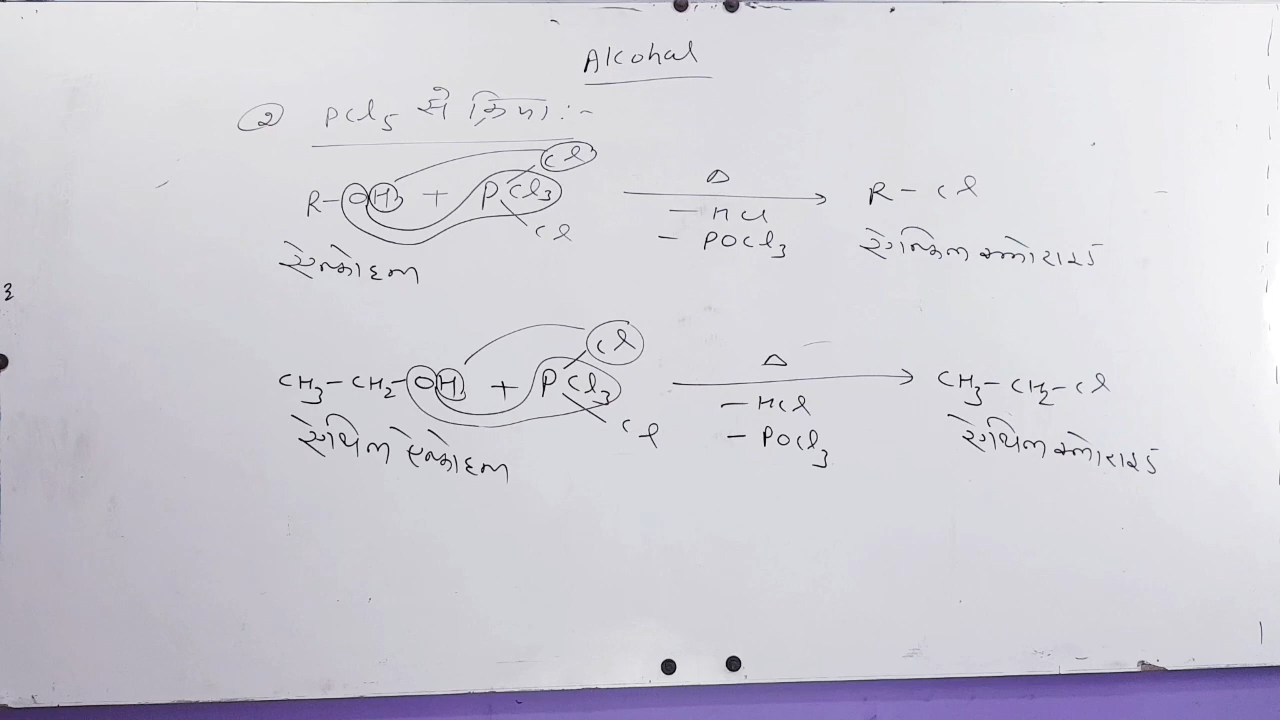 Alcohol
② PCl5 से क्रिया :-
R-OH + PCl3 Cl Cl △ R-Cl
- HCl
- POCl3
ऐल्कोहल ऐल्किल क्लोराइड
CH3-CH2-OH + PCl3 Cl Cl △ CH3-CH2-Cl
- HCl
- POCl3
ऐथिल ऐल्कोहल ऐथिल क्लोराइड